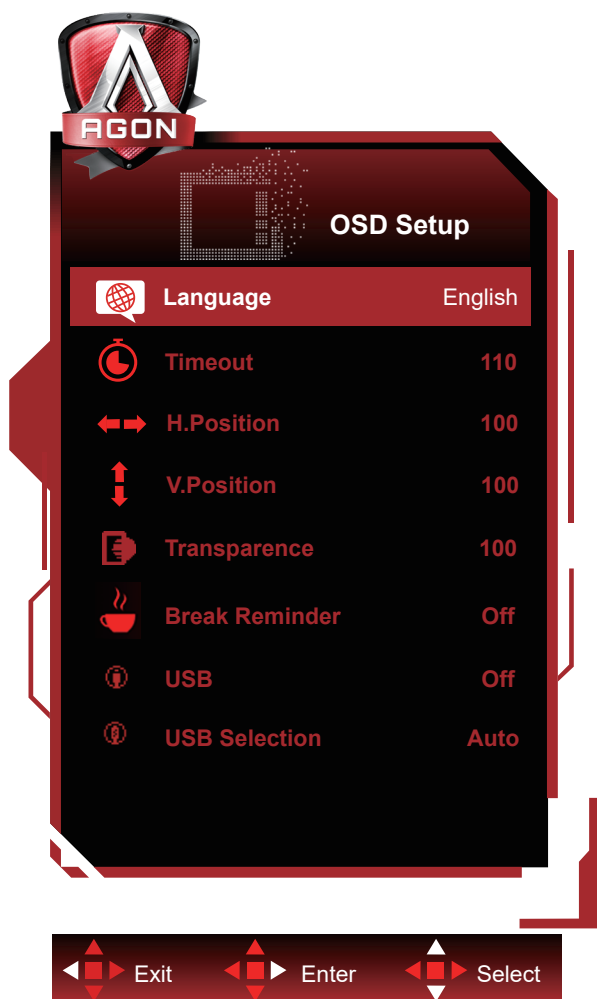 AGON
OSD Setup
Language English
Timeout 110
H.Position 100
V.Position 100
Transparence 100
Break Reminder Off
USB Off
USB Selection Auto
Exit Enter Select